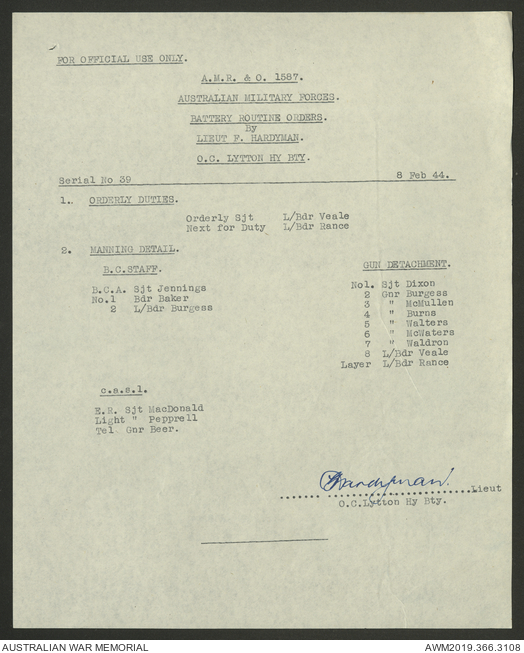 FOR OFFICIAL USE ONLY.
A.M.R. & O. 1587.
AUSTRALIAN MILITARY FORCES.
BATTERY ROUTINE ORDERS.
By
LIEUT F. HARDYMAN.
O.C. LYTTON HY BTY.
Serial No 39 8 Feb 44.
1. ORDERLY DUTIES.
Orderly Sjt L/Bdr Veale
Next for Duty L/Bdr Rance
2. MANNING DETAIL.
B.C.STAFF.
B.C.A. Sjt Jennings
No.1 Bdr Baker
2 L/Bdr Burgess
GUN DETACHMENT.
No1. Sjt Dixon
2 Gnr Burgess
3 " McMullen
4 " Burns
5 " Walters
6 " McWaters
7 " Waldron
8 L/Bdr Veale
Layer L/Bdr Rance
c.a.s.l.
E.R. Sjt MacDonald
Light " Pepprell
Tel Gnr Beer.
FHardyman. Lieut
O.C.Lytton Hy Bty.
AUSTRALIAN WAR MEMORIAL AWM2019.366.3108